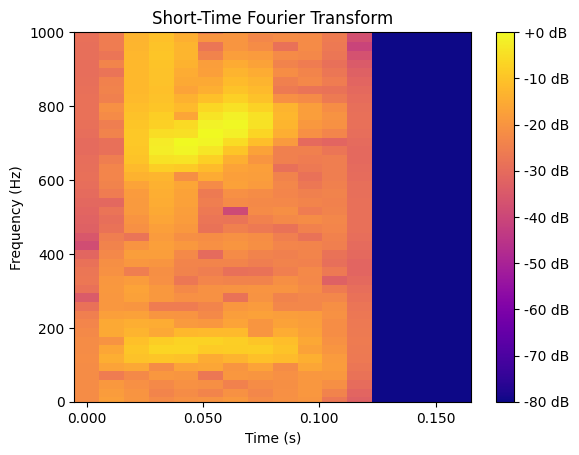 Short-Time Fourier Transform
1000
800
600
400
200
0
Frequency (Hz)
0.000
0.050
0.100
0.150
Time (s)
+0 dB
-10 dB
-20 dB
-30 dB
-40 dB
-50 dB
-60 dB
-70 dB
-80 dB